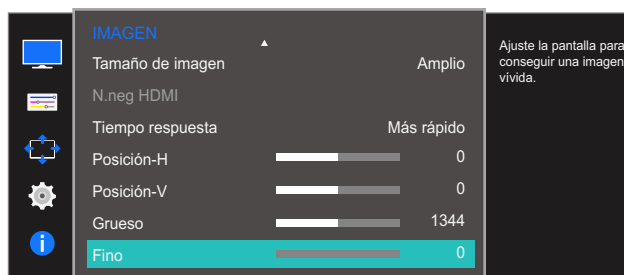 IMAGEN
Tamaño de imagen Amplio
N.neg HDMI
Tiempo respuesta Más rápido
Posición-H 0
Posición-V 0
Grueso 1344
Fino 0
Ajuste la pantalla para
conseguir una imagen
vívida.